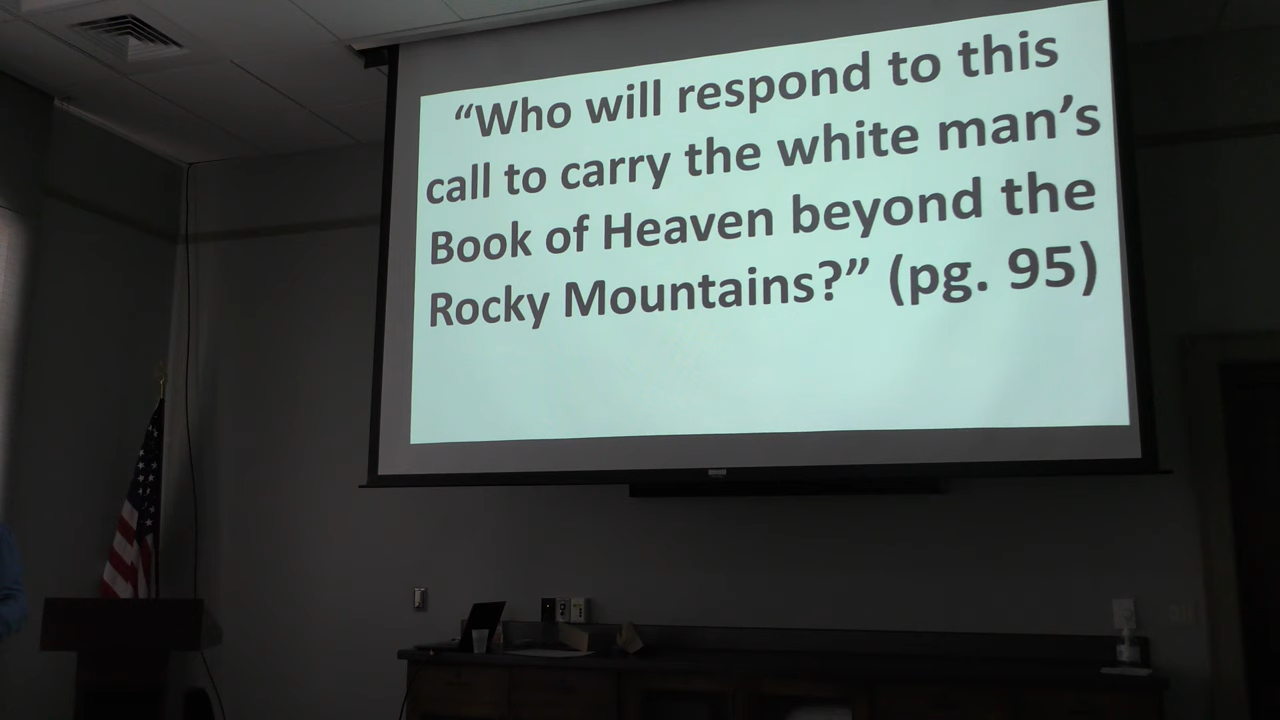 “Who will respond to this
call to carry the white man’s
Book of Heaven beyond the
Rocky Mountains?” (pg. 95)